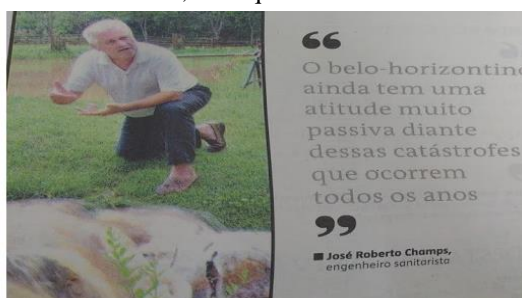 “
O belo-horizontino
ainda tem uma
atitude muito
passiva diante
dessas catástrofes
que ocorrem
todos os anos
”
■ José Roberto Champs,
engenheiro sanitarista